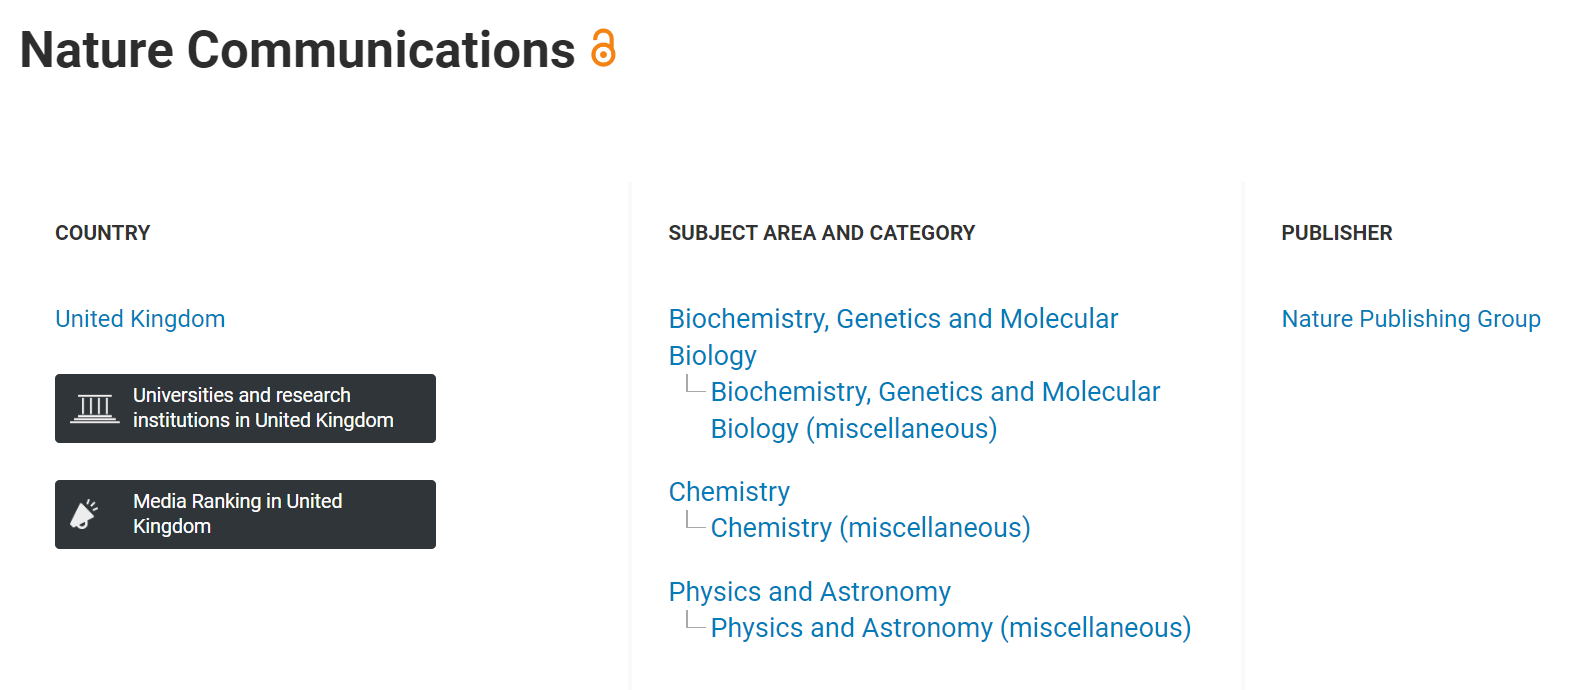 Nature Communications
COUNTRY
United Kingdom
Universities and research
institutions in United Kingdom
Media Ranking in United
Kingdom
SUBJECT AREA AND CATEGORY
Biochemistry, Genetics and Molecular
Biology
Biochemistry, Genetics and Molecular
Biology (miscellaneous)
Chemistry
Chemistry (miscellaneous)
Physics and Astronomy
Physics and Astronomy (miscellaneous)
PUBLISHER
Nature Publishing Group